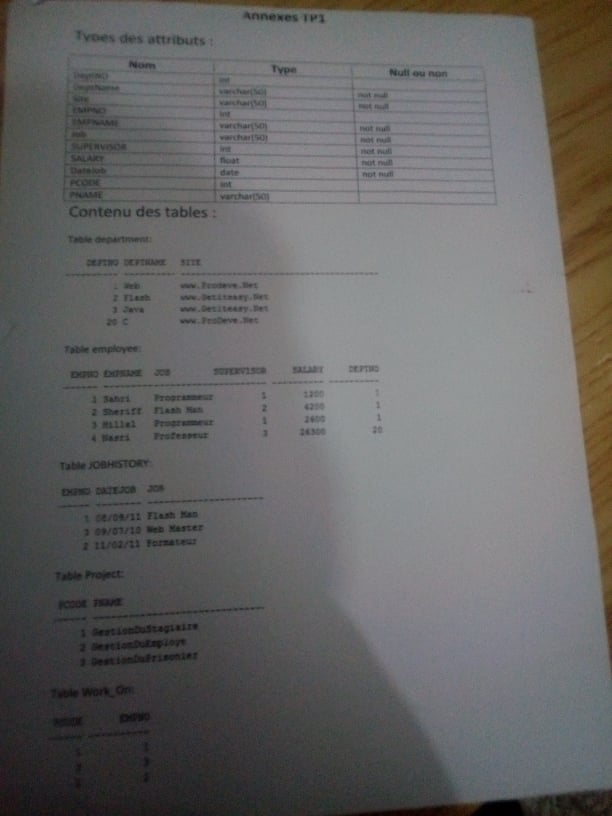 Annexes TP1
Types des attributs :
Nom Type Null ou non
DeptNO int
DeptName varchar(50) not null
Site varchar(50) not null
EMPNO int
EMPNAME varchar(50) not null
Job varchar(50) not null
SUPERVISOR int not null
SALARY float not null
DateJob date not null
PCODE int
PNAME varchar(50)
Contenu des tables :
Table department:
DEPTNO DEPTNAME SITE
1 Web www.Prodeve.Net
2 Flash www.Getiteasy.Net
3 Java www.Getiteasy.Net
20 C www.ProDeve.Net
Table employee:
EMPNO EMPNAME JOB SUPERVISOR SALARY DEPTNO
1 Sahri Programmeur 1 1200 1
2 Sheriff Flash Man 2 4200 1
3 Hillel Programmeur 1 2600 1
4 Nasri Professeur 3 26300 20
Table JOBHISTORY:
EMPNO DATEJOB JOB
1 08/09/11 Flash Man
3 09/07/10 Web Master
2 11/02/11 Formateur
Table Project:
PCODE PNAME
1 GestionDuStagiaire
2 GestionDuEmploye
3 GestionDuPrisonier
Table Work_On:
PCODE EMPNO
1
3
2